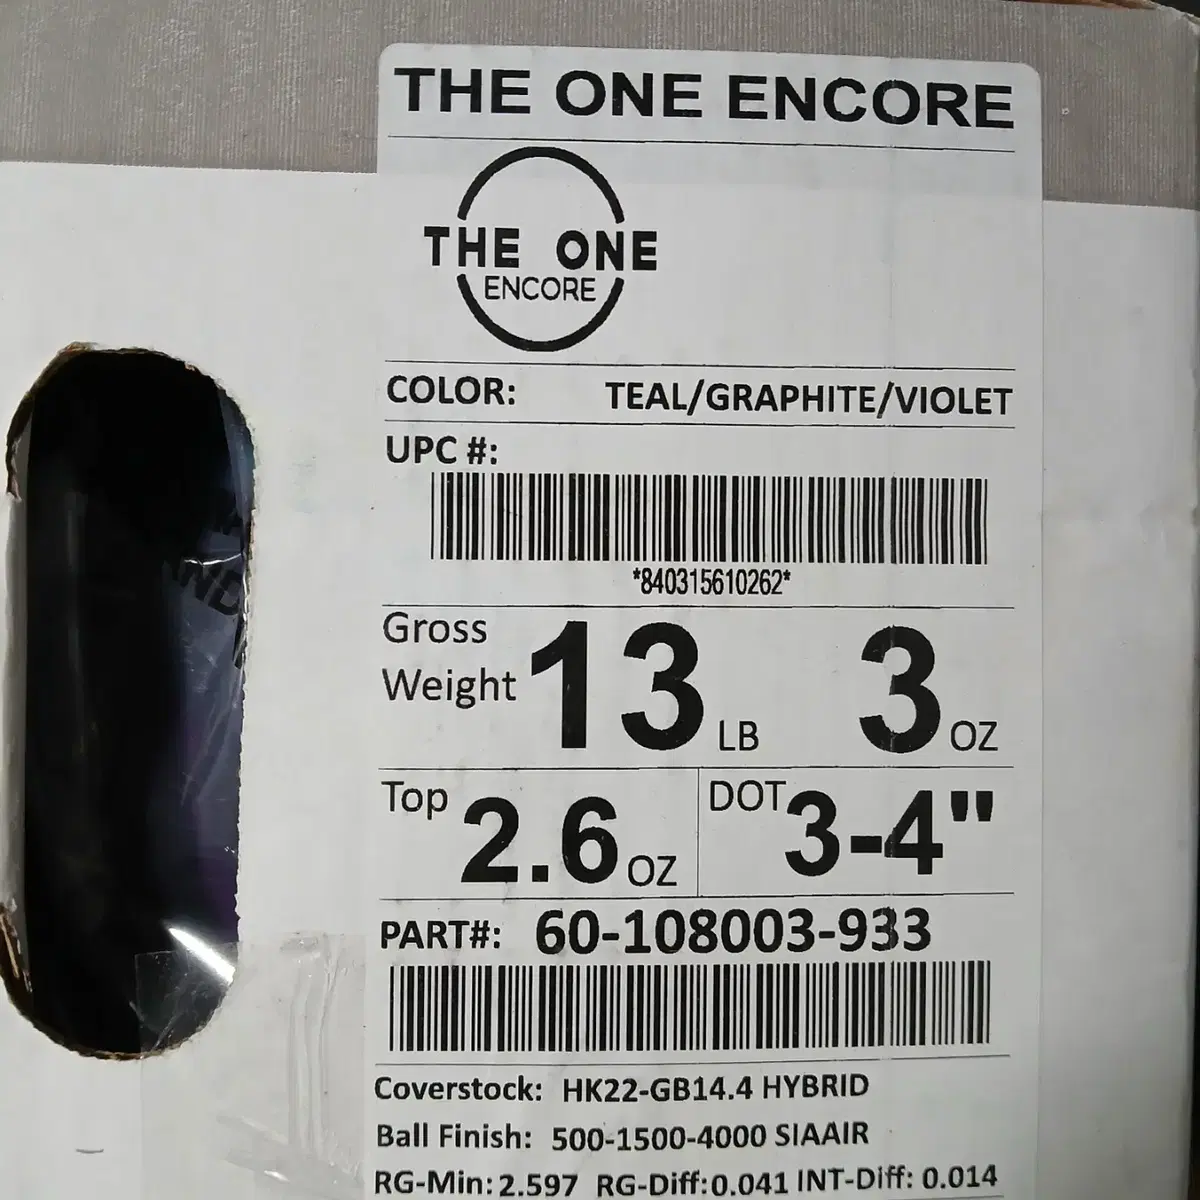 THE ONE ENCORE
THE ONE
ENCORE
COLOR: TEAL/GRAPHITE/VIOLET
UPC #:
*840315610262*
Gross Weight 13 LB 3 OZ
Top 2.6 OZ DOT 3-4"
PART#: 60-108003-933
Coverstock: HK22-GB14.4 HYBRID
Ball Finish: 500-1500-4000 SIAAIR
RG-Min: 2.597 RG-Diff:0.041 INT-Diff: 0.014